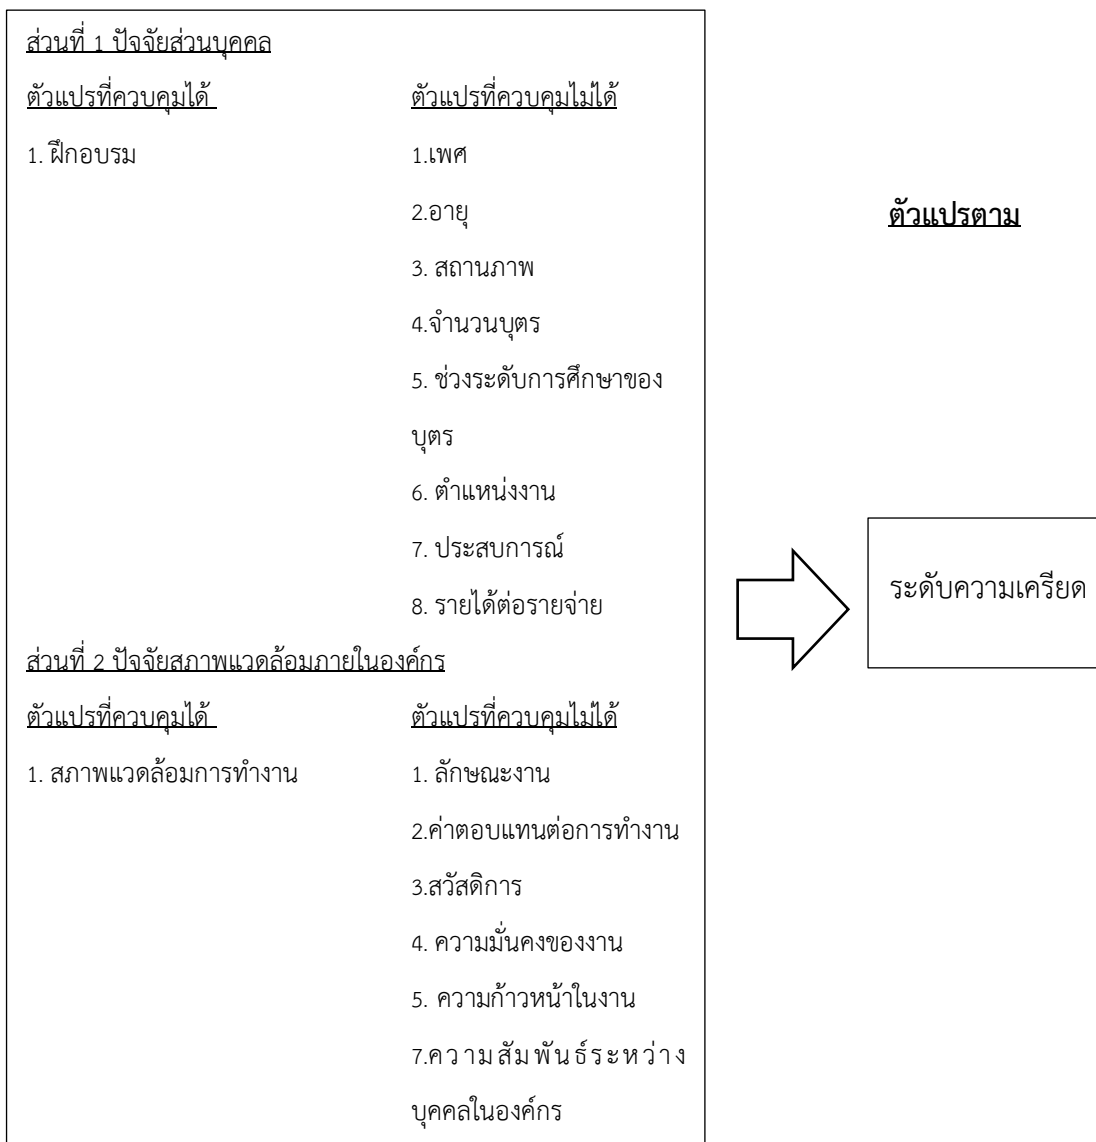 ส่วนที่ 1 ปัจจัยส่วนบุคคล
ตัวแปรที่ควบคุมได้
ตัวแปรที่ควบคุมไม่ได้
1. ฝึกอบรม
1.เพศ
2.อายุ
3. สถานภาพ
4.จำนวนบุตร
5. ช่วงระดับการศึกษาของ
บุตร
6. ตำแหน่งงาน
7. ประสบการณ์
8. รายได้ต่อรายจ่าย
ส่วนที่ 2 ปัจจัยสภาพแวดล้อมภายในองค์กร
ตัวแปรที่ควบคุมได้
ตัวแปรที่ควบคุมไม่ได้
1. สภาพแวดล้อมการทำงาน
1. ลักษณะงาน
2.ค่าตอบแทนต่อการทำงาน
3.สวัสดิการ
4. ความมั่นคงของงาน
5. ความก้าวหน้าในงาน
7.ความสัมพันธ์ระหว่าง
บุคคลในองค์กร
ตัวแปรตาม
ระดับความเครียด